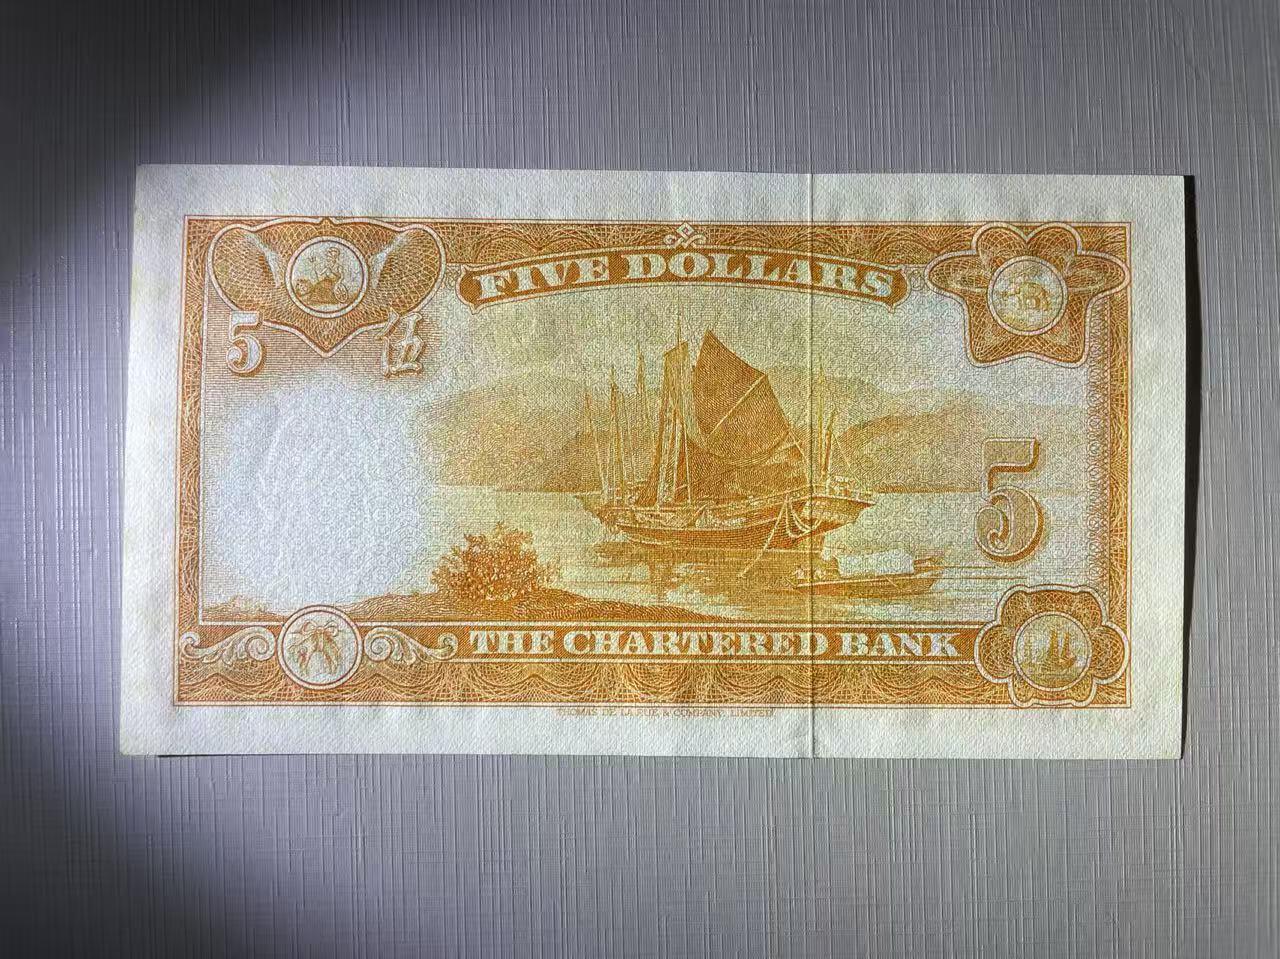 FIVE DOLLARS
5 伍
5
THE CHARTERED BANK
THOMAS DE LA RUE & COMPANY, LIMITED